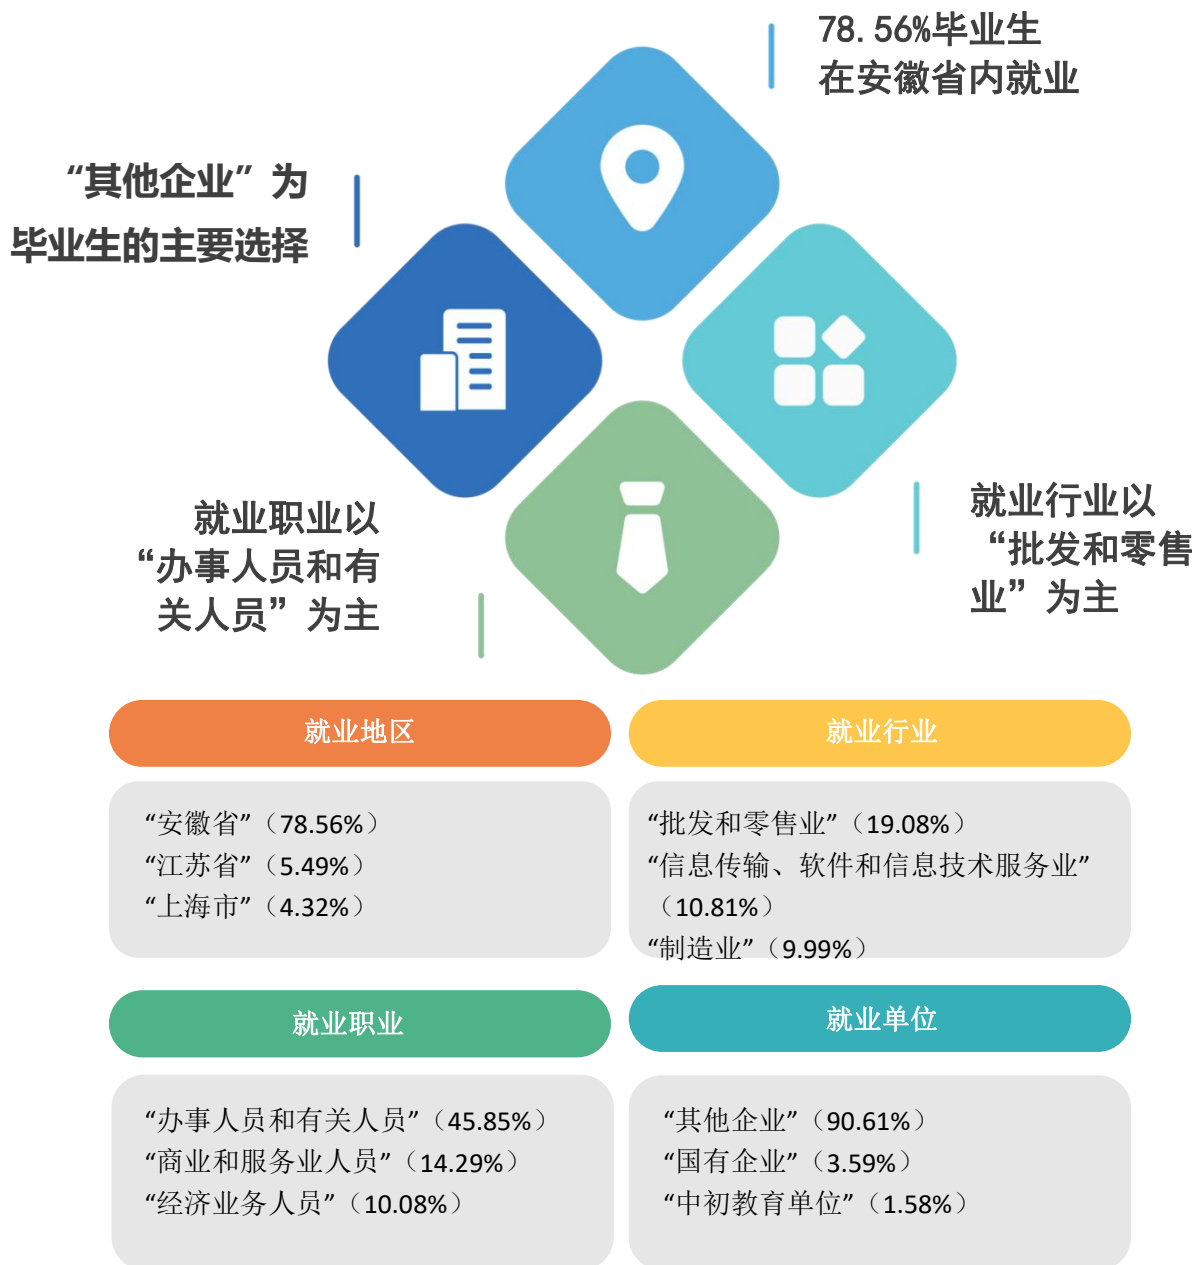 78.56%毕业生
在安徽省内就业
“其他企业”为
毕业生的主要选择
就业职业以
“办事人员和有
关人员”为主
就业行业以
“批发和零售
业”为主
就业地区
“安徽省”（78.56%）
“江苏省”（5.49%）
“上海市”（4.32%）
就业行业
“批发和零售业”（19.08%）
“信息传输、软件和信息技术服务业”
（10.81%）
“制造业”（9.99%）
就业职业
“办事人员和有关人员”（45.85%）
“商业和服务业人员”（14.29%）
“经济业务人员”（10.08%）
就业单位
“其他企业”（90.61%）
“国有企业”（3.59%）
“中初教育单位”（1.58%）